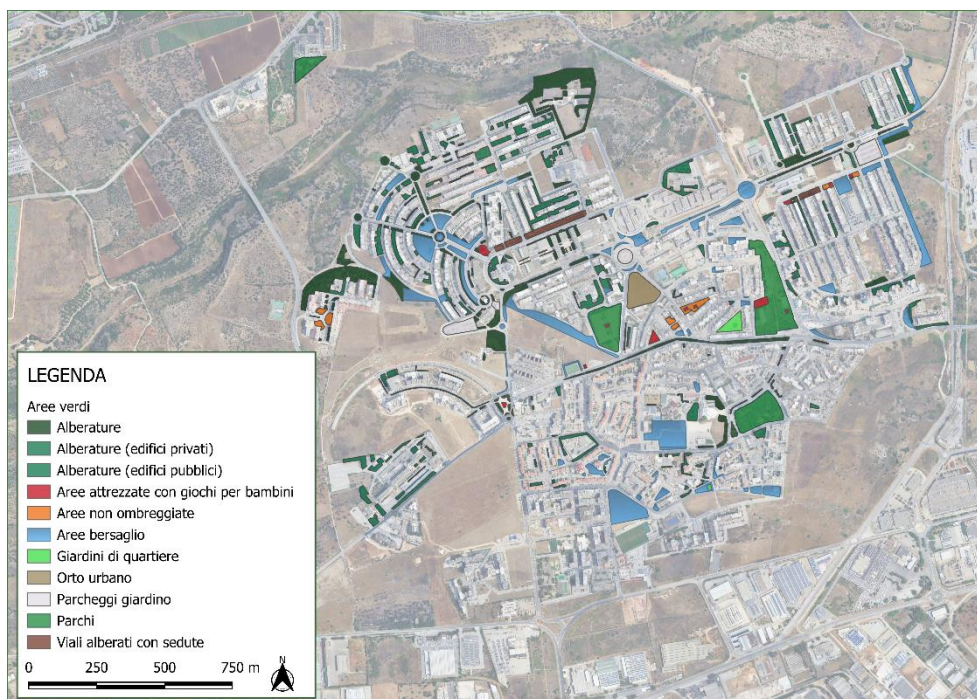 LEGENDA
Aree verdi
Alberature
Alberature (edifici privati)
Alberature (edifici pubblici)
Aree attrezzate con giochi per bambini
Aree non ombreggiate
Aree bersaglio
Giardini di quartiere
Orto urbano
Parcheggi giardino
Parchi
Viali alberati con sedute
0 250 500 750 m
N